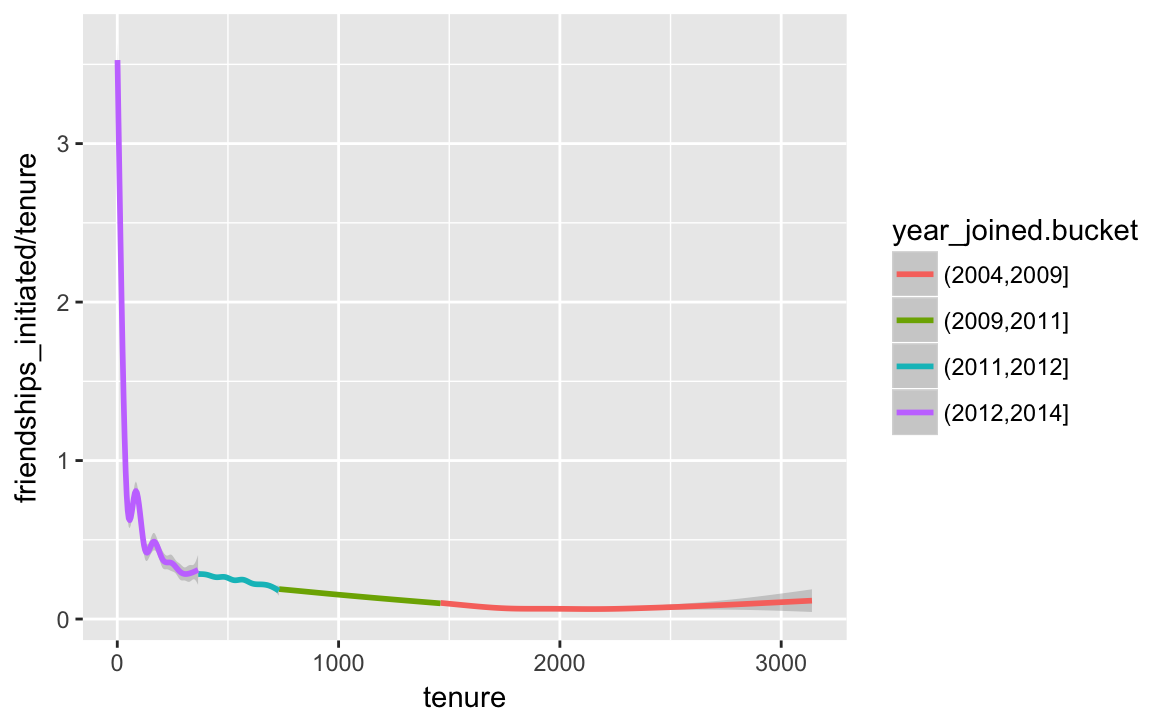 friendships_initiated/tenure
3
2
1
0
0 1000 2000 3000
tenure
year_joined.bucket
(2004,2009]
(2009,2011]
(2011,2012]
(2012,2014]